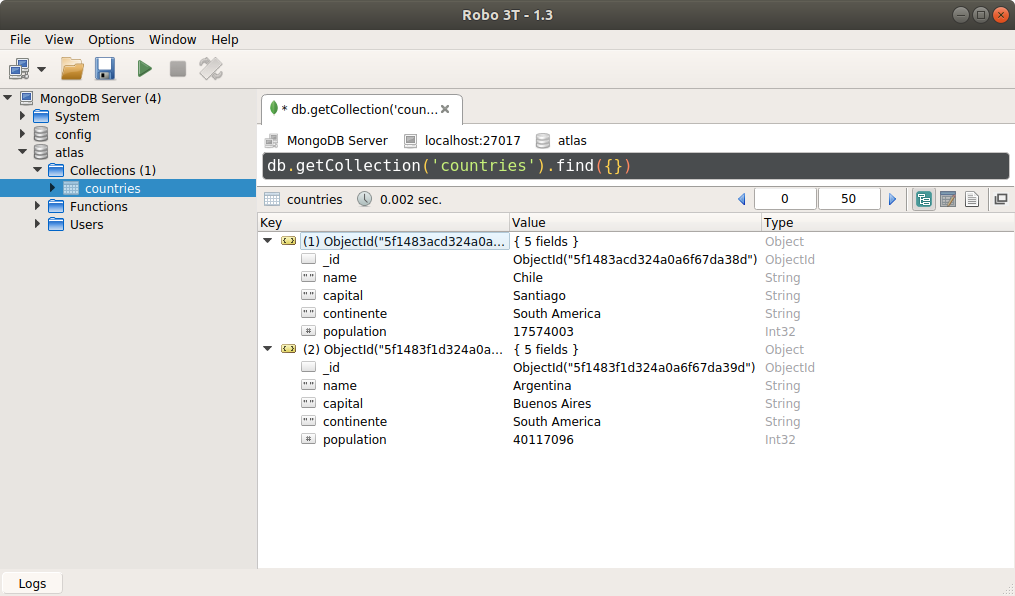 Robo 3T - 1.3
File View Options Window Help
MongoDB Server (4)
System
config
atlas
Collections (1)
countries
Functions
Users
* db.getCollection('coun...
MongoDB Server localhost:27017 atlas
db.getCollection('countries').find({})
countries 0.002 sec. 0 50
Key Value Type
(1) ObjectId("5f1483acd324a0a... { 5 fields } Object
_id ObjectId("5f1483acd324a0a6f67da38d") ObjectId
" " name Chile String
" " capital Santiago String
" " continente South America String
# population 17574003 Int32
(2) ObjectId("5f1483f1d324a0a... { 5 fields } Object
_id ObjectId("5f1483f1d324a0a6f67da39d") ObjectId
" " name Argentina String
" " capital Buenos Aires String
" " continente South America String
# population 40117096 Int32
Logs